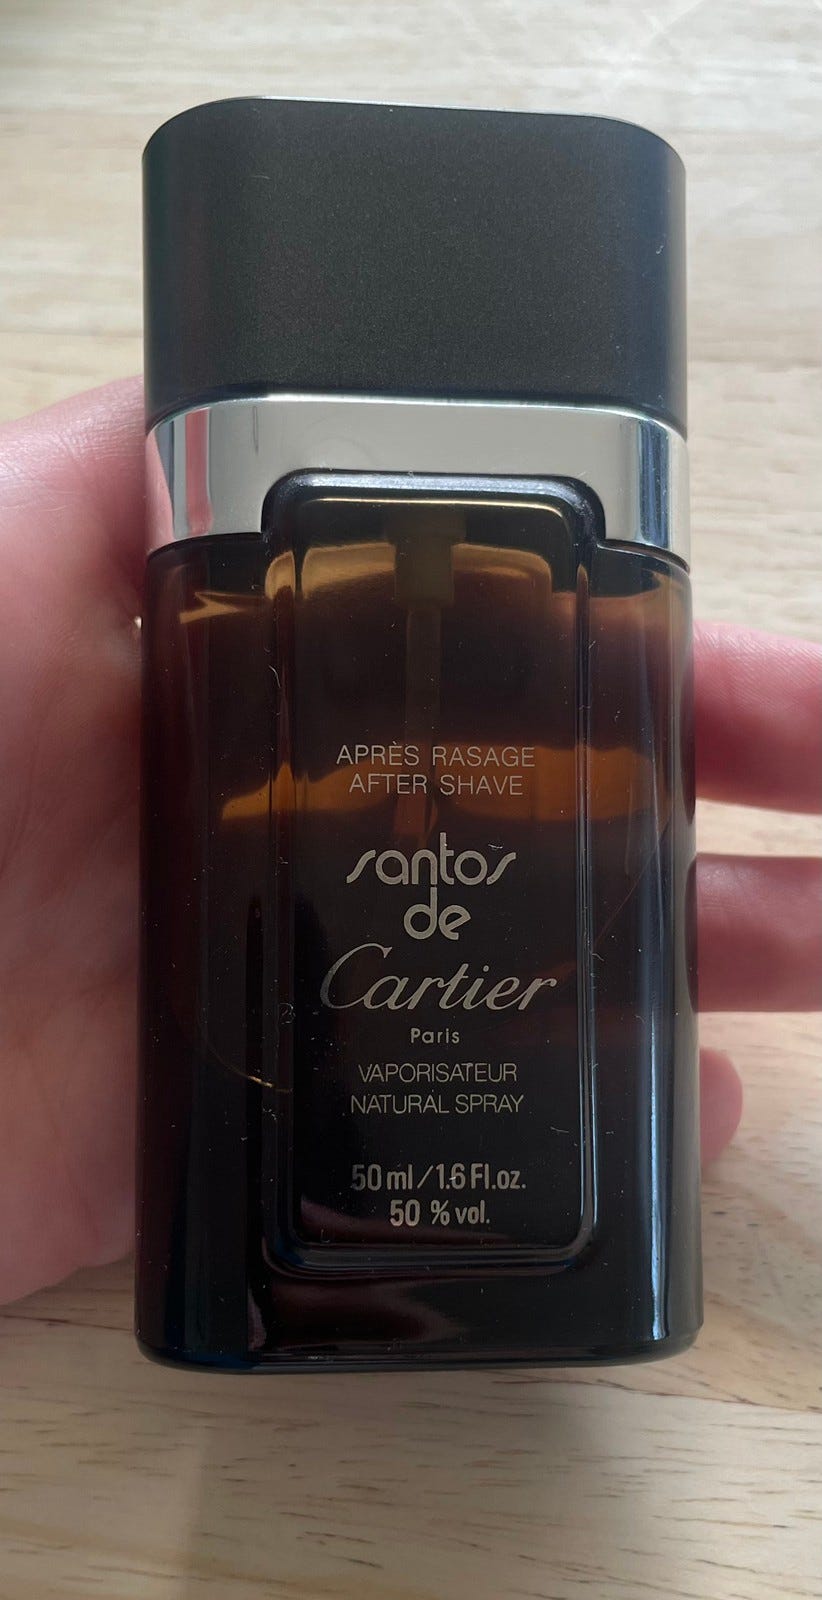 APRÈS RASAGE
AFTER SHAVE
santos
de
Cartier
Paris
VAPORISATEUR
NATURAL SPRAY
50 ml / 1.6 Fl.oz.
50 % vol.